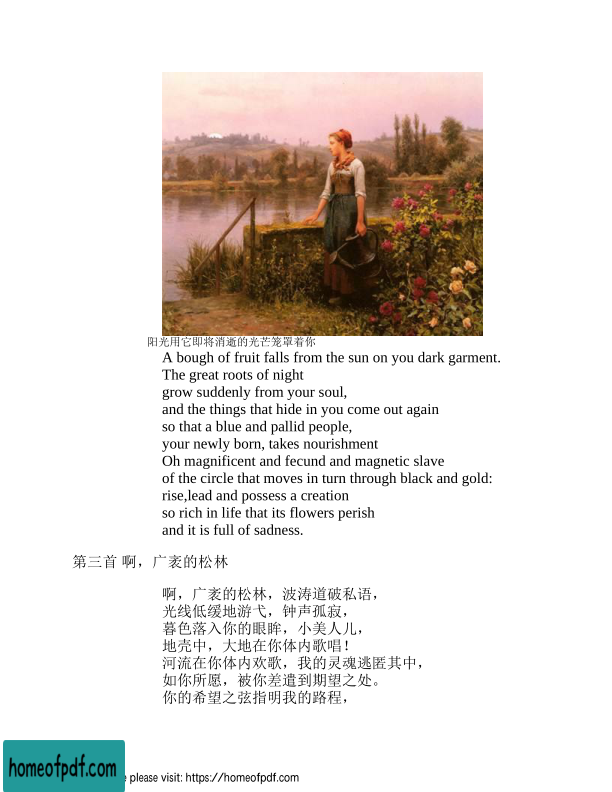 阳光用它即将消逝的光芒笼罩着你
A bough of fruit falls from the sun on you dark garment.
The great roots of night
grow suddenly from your soul,
and the things that hide in you come out again
so that a blue and pallid people,
your newly born, takes nourishment
Oh magnificent and fecund and magnetic slave
of the circle that moves in turn through black and gold:
rise,lead and possess a creation
so rich in life that its flowers perish
and it is full of sadness.
第三首 啊，广袤的松林
啊，广袤的松林，波涛道破私语，
光线低缓地游弋，钟声孤寂，
暮色落入你的眼眸，小美人儿，
地壳中，大地在你体内歌唱！
河流在你体内欢歌，我的灵魂逃匿其中，
如你所愿，被你差遣到期望之处。
你的希望之弦指明我的路程，
homeofpdf.com
please visit: https://homeofpdf.com